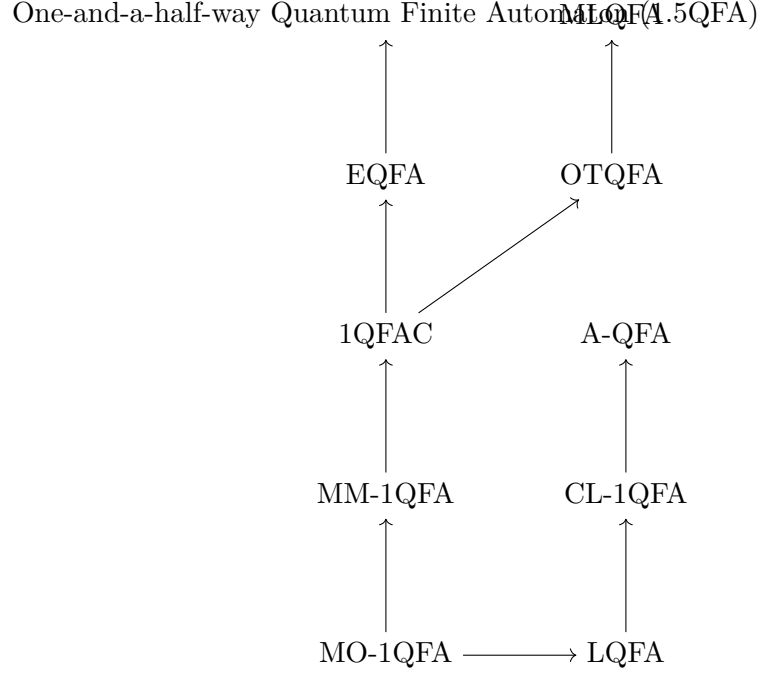 One-and-a-half-way Quantum Finite Automaton (1.5QFA)
MLQFA
EQFA
OTQFA
1QFAC
A-QFA
MM-1QFA
CL-1QFA
MO-1QFA
LQFA